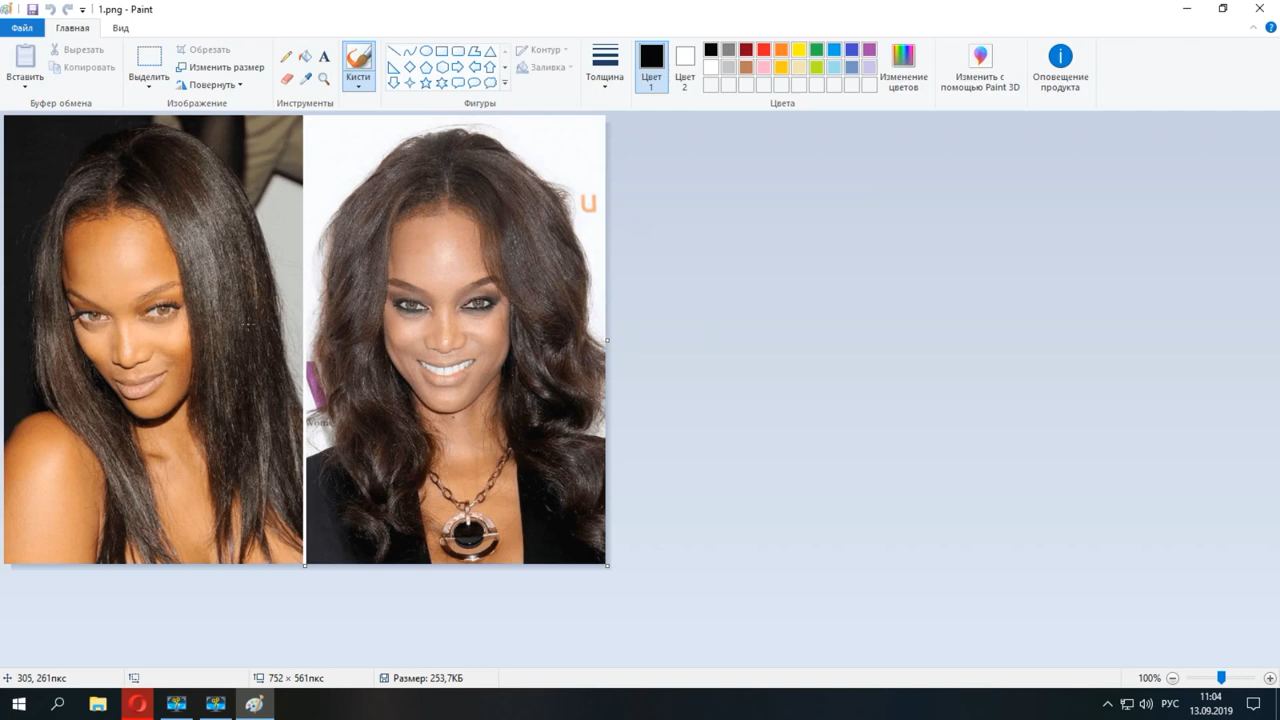 1.png - Paint
Файл
Главная
Вид
Вставить
Вырезать
Копировать
Буфер обмена
Выделить
Обрезать
Изменить размер
Повернуть
Изображение
Инструменты
Кисти
Контур
Заливка
Фигуры
Толщина
Цвет
1
Цвет
2
Изменение
цветов
Цвета
Изменить с
помощью Paint 3D
Оповещение
продукта
u
wome
305, 261пкс
752 × 561пкс
Размер: 253,7КБ
100%
РУС
11:04
13.09.2019